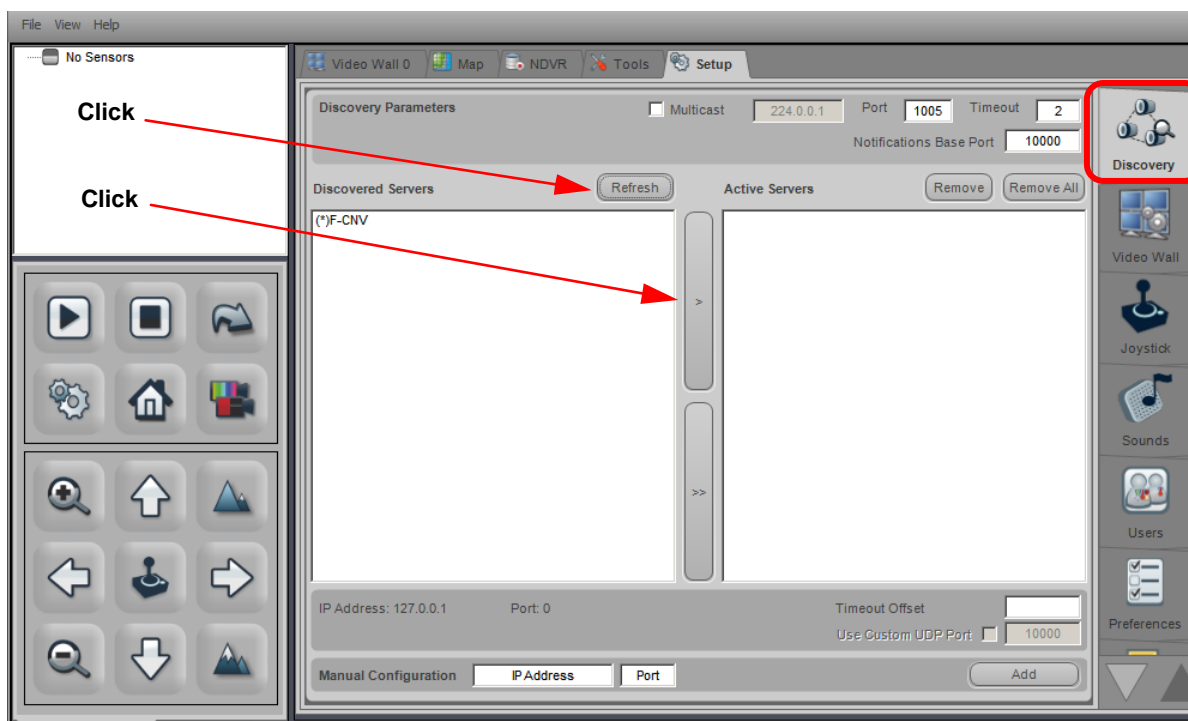 File View Help
No Sensors
Click
Click
Video Wall 0 Map NDVR Tools Setup
Discovery Parameters Multicast 224.0.0.1 Port 1005 Timeout 2
Notifications Base Port 10000
Discovered Servers Refresh Active Servers Remove Remove All
(*)F-CNV
>
>>
IP Address: 127.0.0.1 Port: 0 Timeout Offset
Use Custom UDP Port 10000
Manual Configuration IP Address Port Add
Discovery
Video Wall
Joystick
Sounds
Users
Preferences